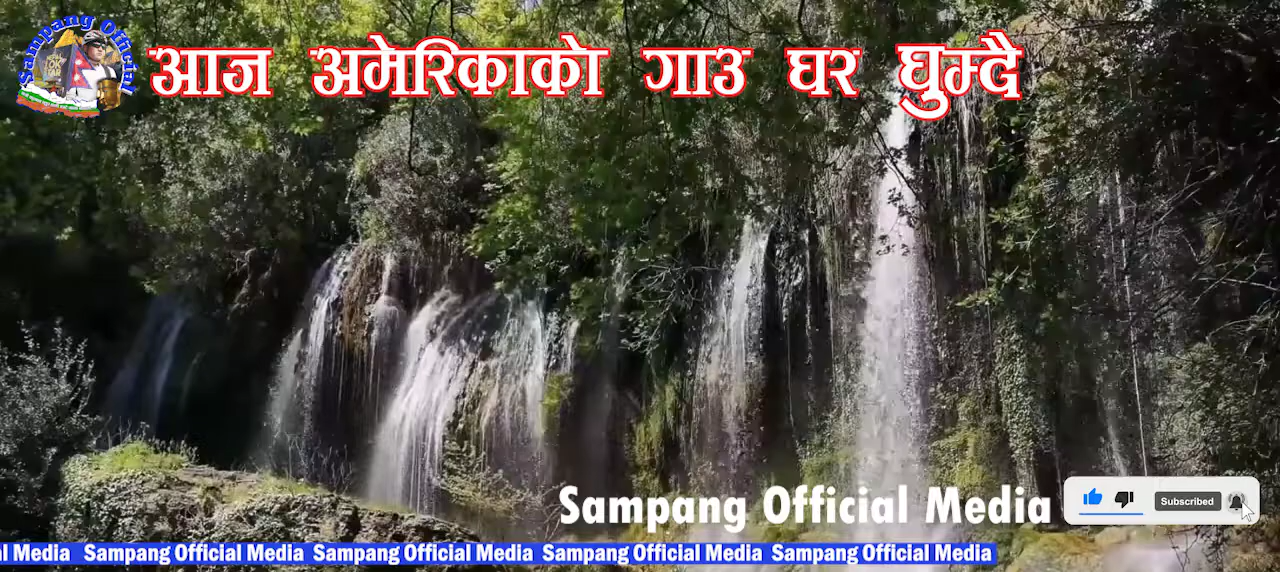 Sampang Official
आज अमेरिकाको गाउ घर घुम्दै
Sampang Official Media
Subscribed
al Media Sampang Official Media Sampang Official Media Sampang Official Media Sampang Official Media